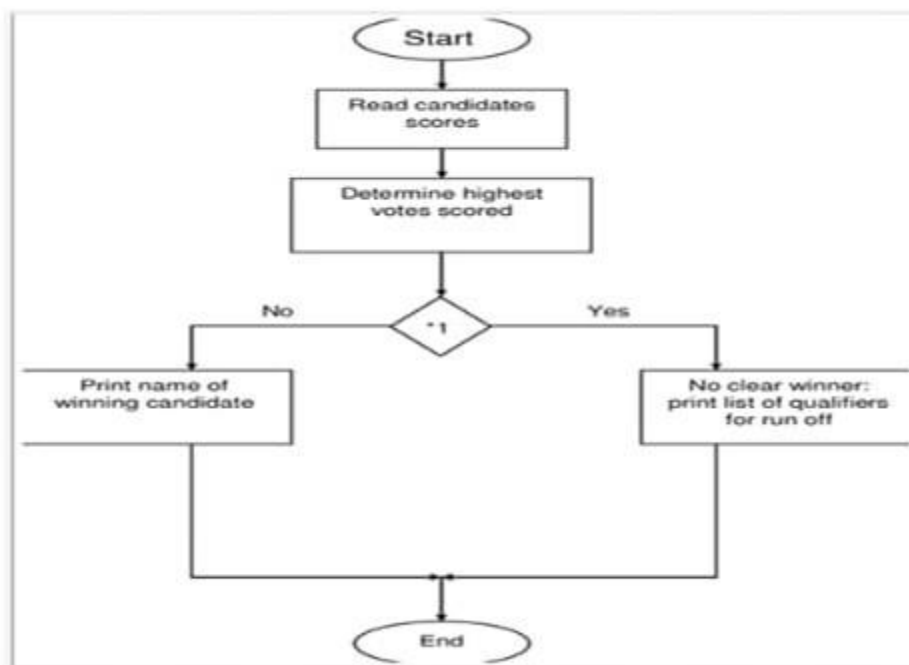 Start
Read candidates
scores
Determine highest
votes scored
No
*1
Yes
Print name of
winning candidate
No clear winner:
print list of qualifiers
for run off
End